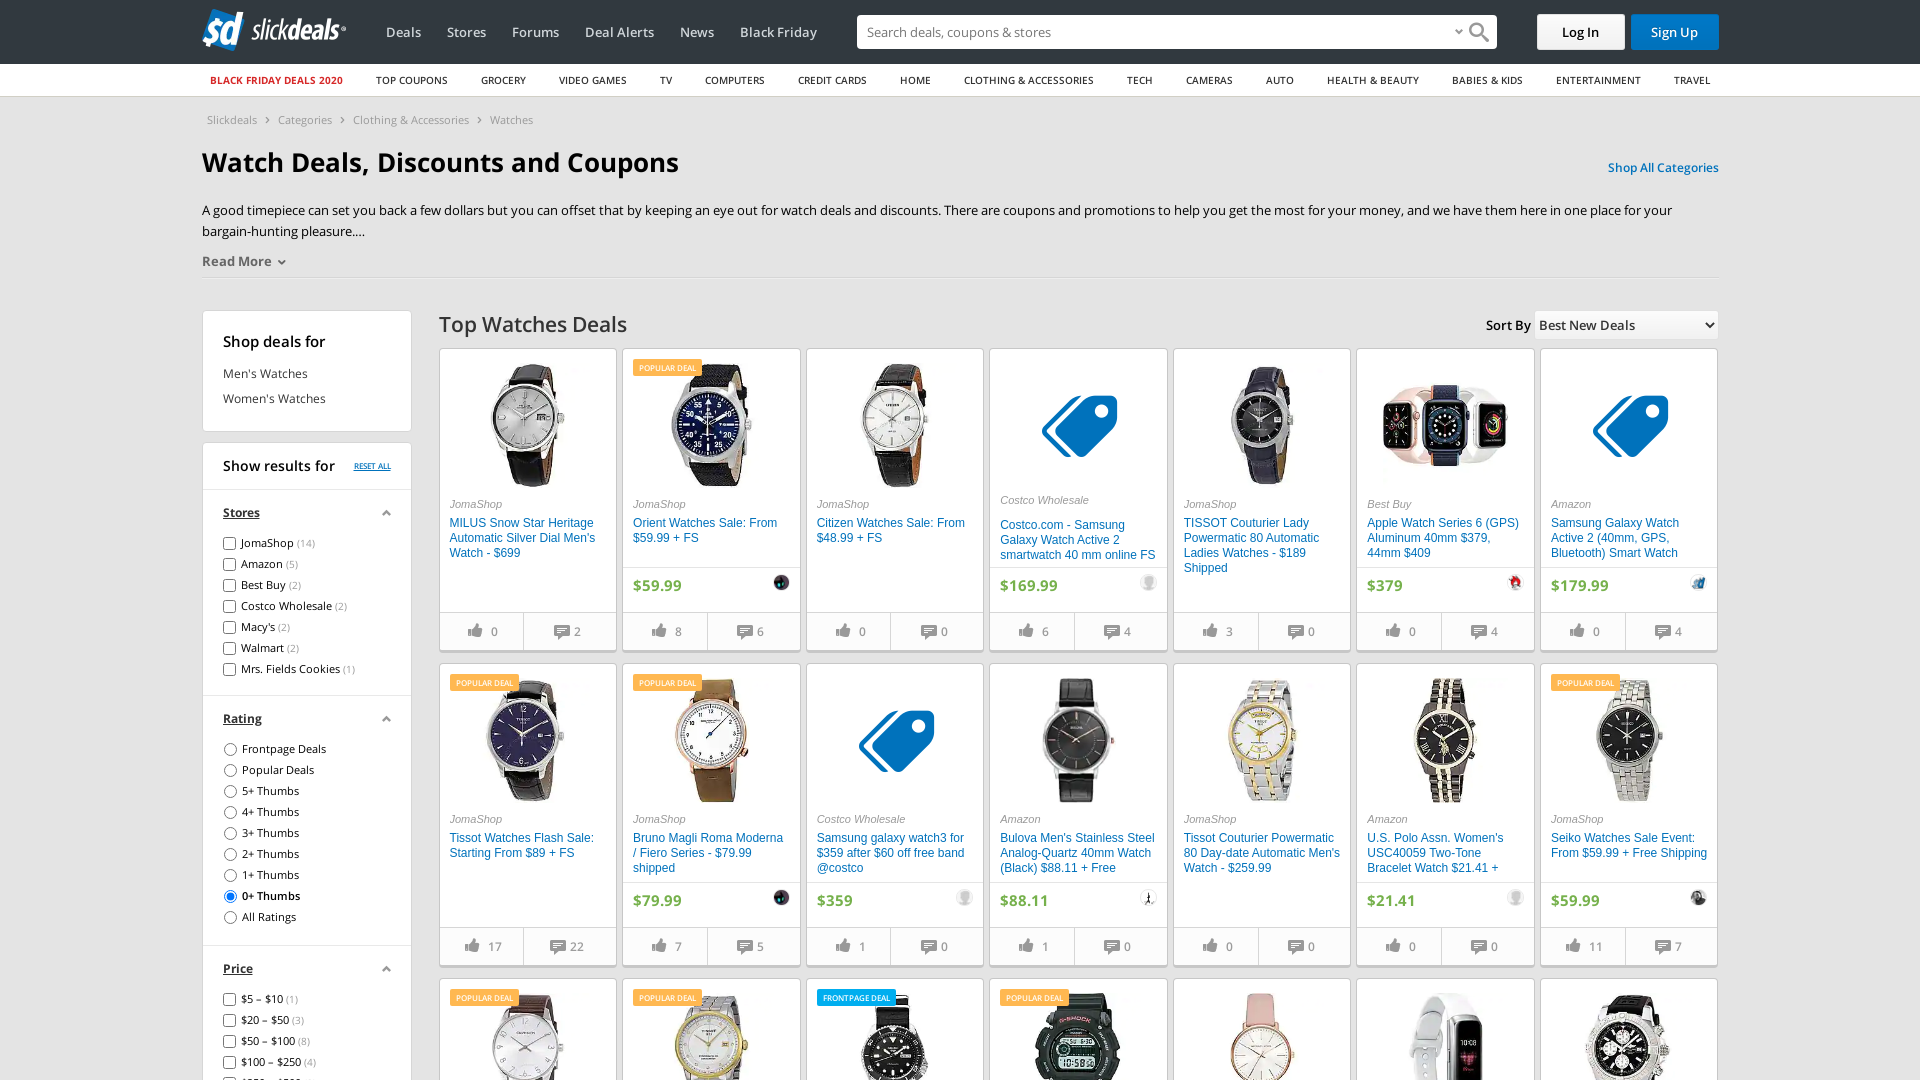 slickdeals
Deals
Stores
Forums
Deal Alerts
News
Black Friday
Search deals, coupons & stores
Log In
Sign Up
BLACK FRIDAY DEALS 2020
TOP COUPONS
GROCERY
VIDEO GAMES
TV
COMPUTERS
CREDIT CARDS
HOME
CLOTHING & ACCESSORIES
TECH
CAMERAS
AUTO
HEALTH & BEAUTY
BABIES & KIDS
ENTERTAINMENT
TRAVEL
Slickdeals > Categories > Clothing & Accessories > Watches
Watch Deals, Discounts and Coupons
Shop All Categories
A good timepiece can set you back a few dollars but you can offset that by keeping an eye out for watch deals and discounts. There are coupons and promotions to help you get the most for your money, and we have them here in one place for your
bargain-hunting pleasure....
Read More
Shop deals for
Men's Watches
Women's Watches
Show results for
RESET ALL
Stores
JomaShop (14)
Amazon (5)
Best Buy (2)
Costco Wholesale (2)
Macy's (2)
Walmart (2)
Mrs. Fields Cookies (1)
Rating
Frontpage Deals
Popular Deals
5+ Thumbs
4+ Thumbs
3+ Thumbs
2+ Thumbs
1+ Thumbs
0+ Thumbs
All Ratings
Price
$5 – $10 (1)
$20 – $50 (3)
$50 – $100 (8)
$100 – $250 (4)
Top Watches Deals
Sort By
Best New Deals
JomaShop
MILUS Snow Star Heritage
Automatic Silver Dial Men's
Watch - $699
0
2
POPULAR DEAL
JomaShop
Orient Watches Sale: From
$59.99 + FS
$59.99
8
6
JomaShop
Citizen Watches Sale: From
$48.99 + FS
0
0
Costco Wholesale
Costco.com - Samsung
Galaxy Watch Active 2
smartwatch 40 mm online FS
$169.99
6
4
JomaShop
TISSOT Couturier Lady
Powermatic 80 Automatic
Ladies Watches - $189
Shipped
3
0
Best Buy
Apple Watch Series 6 (GPS)
Aluminum 40mm $379,
44mm $409
$379
0
4
Amazon
Samsung Galaxy Watch
Active 2 (40mm, GPS,
Bluetooth) Smart Watch
$179.99
0
4
POPULAR DEAL
JomaShop
Tissot Watches Flash Sale:
Starting From $89 + FS
17
22
POPULAR DEAL
JomaShop
Bruno Magli Roma Moderna
/ Fiero Series - $79.99
shipped
$79.99
7
5
Costco Wholesale
Samsung galaxy watch3 for
$359 after $60 off free band
@costco
$359
1
0
Amazon
Bulova Men's Stainless Steel
Analog-Quartz 40mm Watch
(Black) $88.11 + Free
$88.11
1
0
JomaShop
Tissot Couturier Powermatic
80 Day-date Automatic Men's
Watch - $259.99
0
0
Amazon
U.S. Polo Assn. Women's
USC40059 Two-Tone
Bracelet Watch $21.41 +
$21.41
0
0
POPULAR DEAL
JomaShop
Seiko Watches Sale Event:
From $59.99 + Free Shipping
$59.99
11
7
POPULAR DEAL
POPULAR DEAL
FRONTPAGE DEAL
POPULAR DEAL
G-SHOCK
10:58
10:08